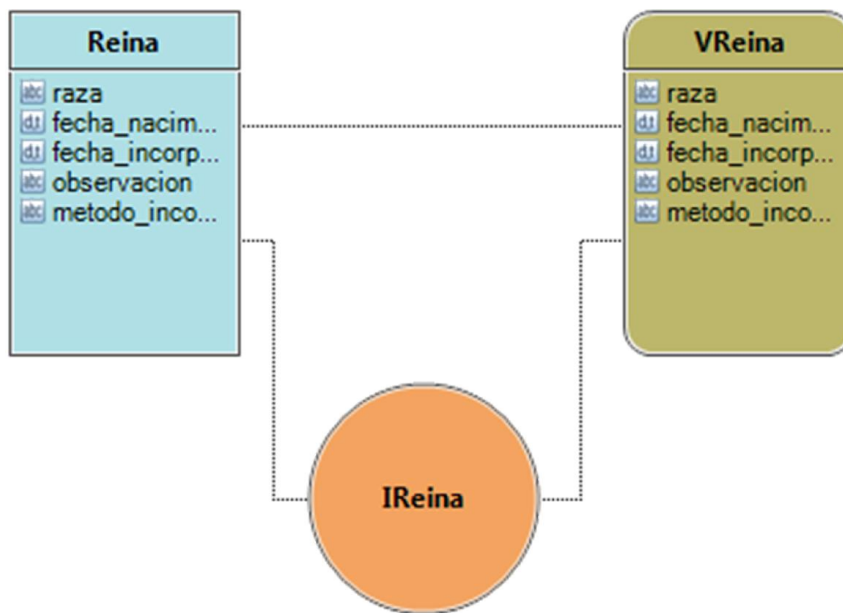 Reina
raza
fecha_nacim...
fecha_incorp...
observacion
metodo_inco...
VReina
raza
fecha_nacim...
fecha_incorp...
observacion
metodo_inco...
IReina